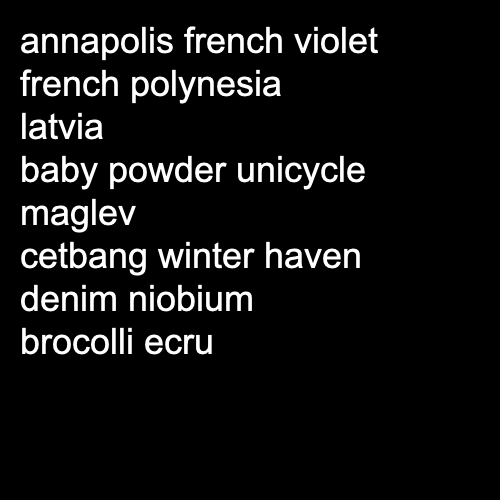 annapolis french violet
french polynesia
latvia
baby powder unicycle
maglev
cetbang winter haven
denim niobium
brocolli ecru